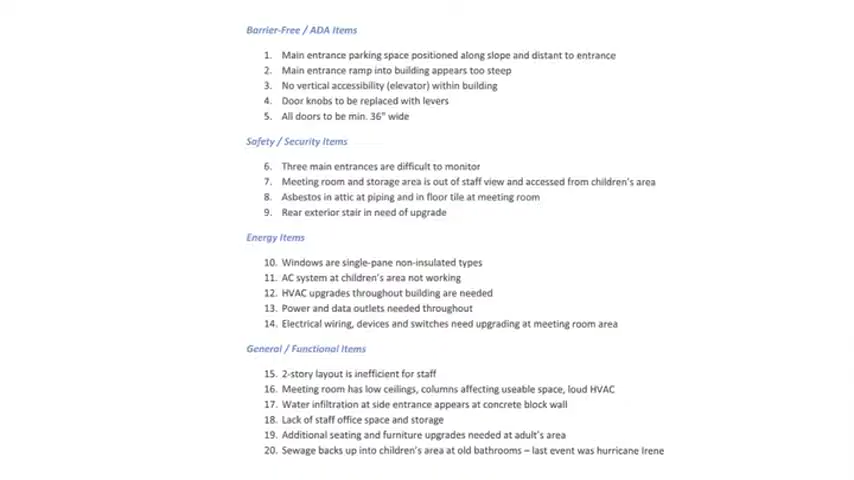 Barrier-Free / ADA Items
1. Main entrance parking space positioned along slope and distant to entrance
2. Main entrance ramp into building appears too steep
3. No vertical accessibility (elevator) within building
4. Door knobs to be replaced with levers
5. All doors to be min. 36" wide
Safety / Security Items
6. Three main entrances are difficult to monitor
7. Meeting room and storage area is out of staff view and accessed from children's area
8. Asbestos in attic at piping and in floor tile at meeting room
9. Rear exterior stair in need of upgrade
Energy Items
10. Windows are single-pane non-insulated types
11. AC system at children's area not working
12. HVAC upgrades throughout building are needed
13. Power and data outlets needed throughout
14. Electrical wiring, devices and switches need upgrading at meeting room area
General / Functional Items
15. 2-story layout is inefficient for staff
16. Meeting room has low ceilings, columns affecting useable space, loud HVAC
17. Water infiltration at side entrance appears at concrete block wall
18. Lack of staff office space and storage
19. Additional seating and furniture upgrades needed at adult's area
20. Sewage backs up into children's area at old bathrooms – last event was hurricane Irene